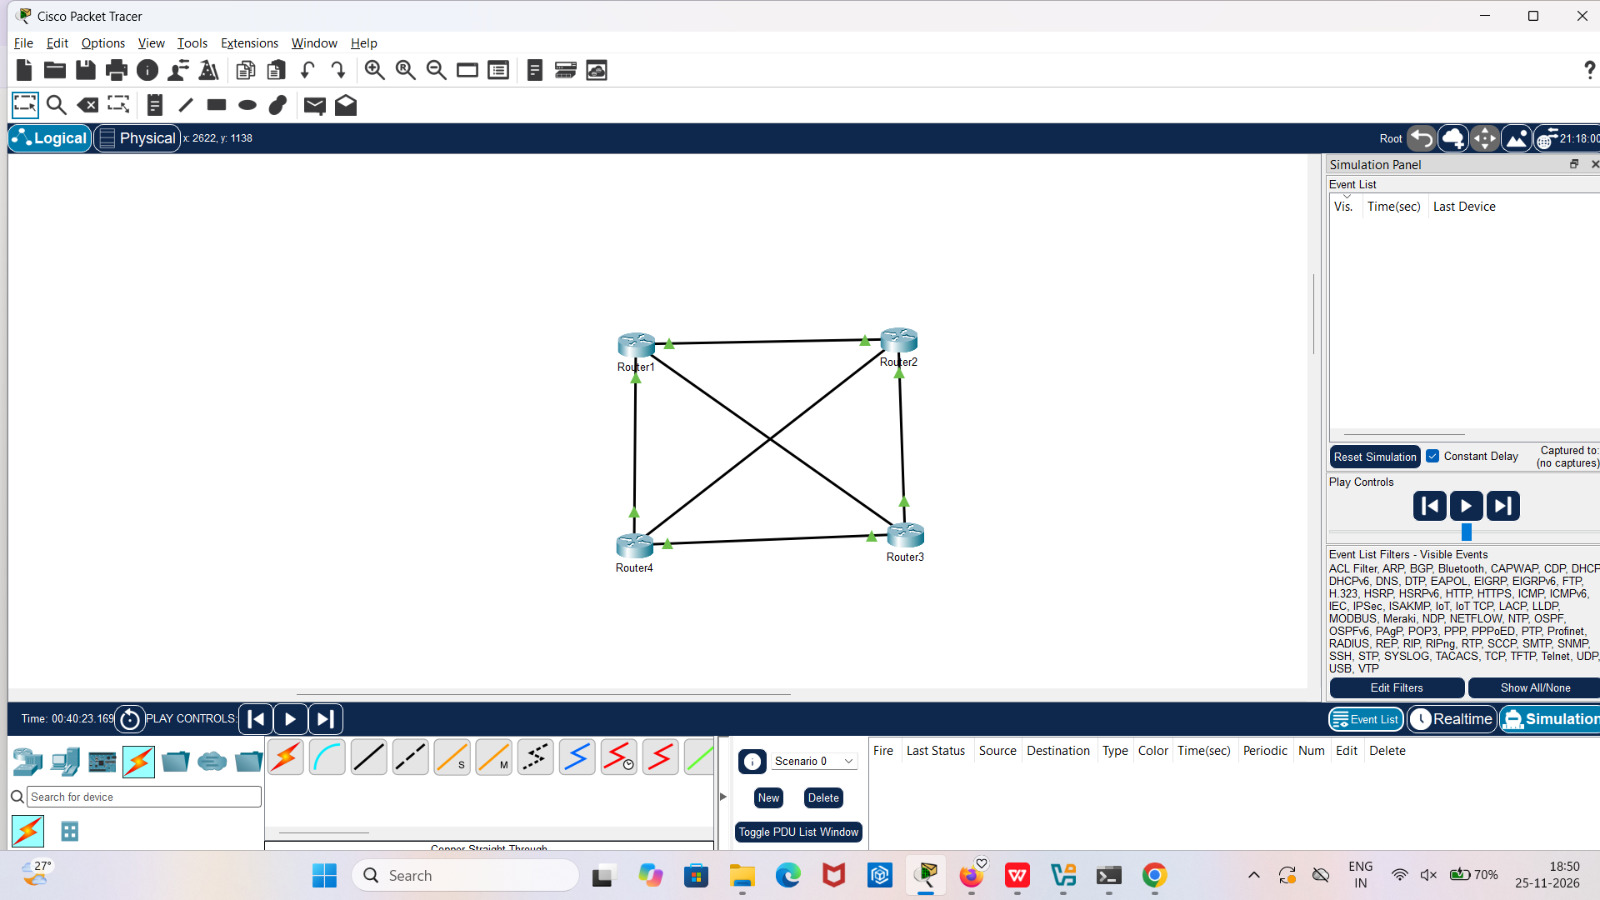 Cisco Packet Tracer
File Edit Options View Tools Extensions Window Help
?
Logical Physical x: 2622, y: 1138 Root 21:18:00
Simulation Panel
Event List
Vis. Time(sec) Last Device
Router1
Router2
Router3
Router4
Reset Simulation Constant Delay Captured to:
(no captures)
Play Controls
Event List Filters - Visible Events
ACL Filter, ARP, BGP, Bluetooth, CAPWAP, CDP, DHCP
DHCPv6, DNS, DTP, EAPOL, EIGRP, EIGRPv6, FTP,
H.323, HSRP, HSRPv6, HTTP, HTTPS, ICMP, ICMPv6,
IEC, IPSec, ISAKMP, IoT, IoT TCP, LACP, LLDP,
MODBUS, Meraki, NDP, NETFLOW, NTP, OSPF,
OSPFv6, PAgP, POP3, PPP, PPPoED, PTP, Profinet,
RADIUS, REP, RIP, RIPng, RTP, SCCP, SMTP, SNMP,
SSH, STP, SYSLOG, TACACS, TCP, TFTP, Telnet, UDP,
USB, VTP
Edit Filters Show All/None
Time: 00:40:23.169 PLAY CONTROLS: Event List Realtime Simulation
S M
Scenario 0
Fire Last Status Source Destination Type Color Time(sec) Periodic Num Edit Delete
Search for device
New Delete
Toggle PDU List Window
Copper Straight-Through
27°
Search
ENG
IN
70%
18:50
25-11-2026